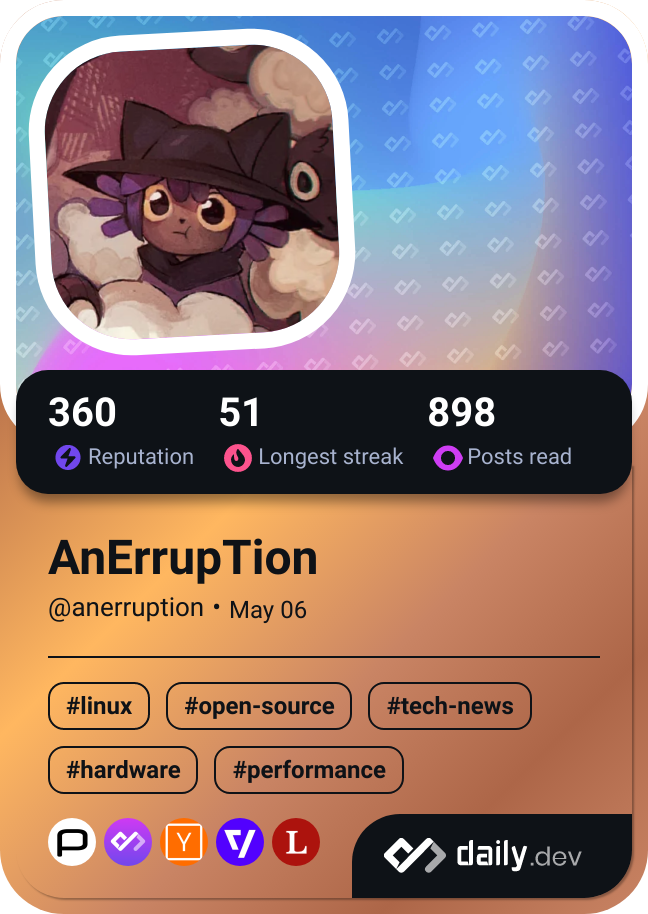 360 51 898
Reputation Longest streak Posts read
AnErrupTion
@anerruption • May 06
#linux #open-source #tech-news
#hardware #performance
P Y L
daily.dev